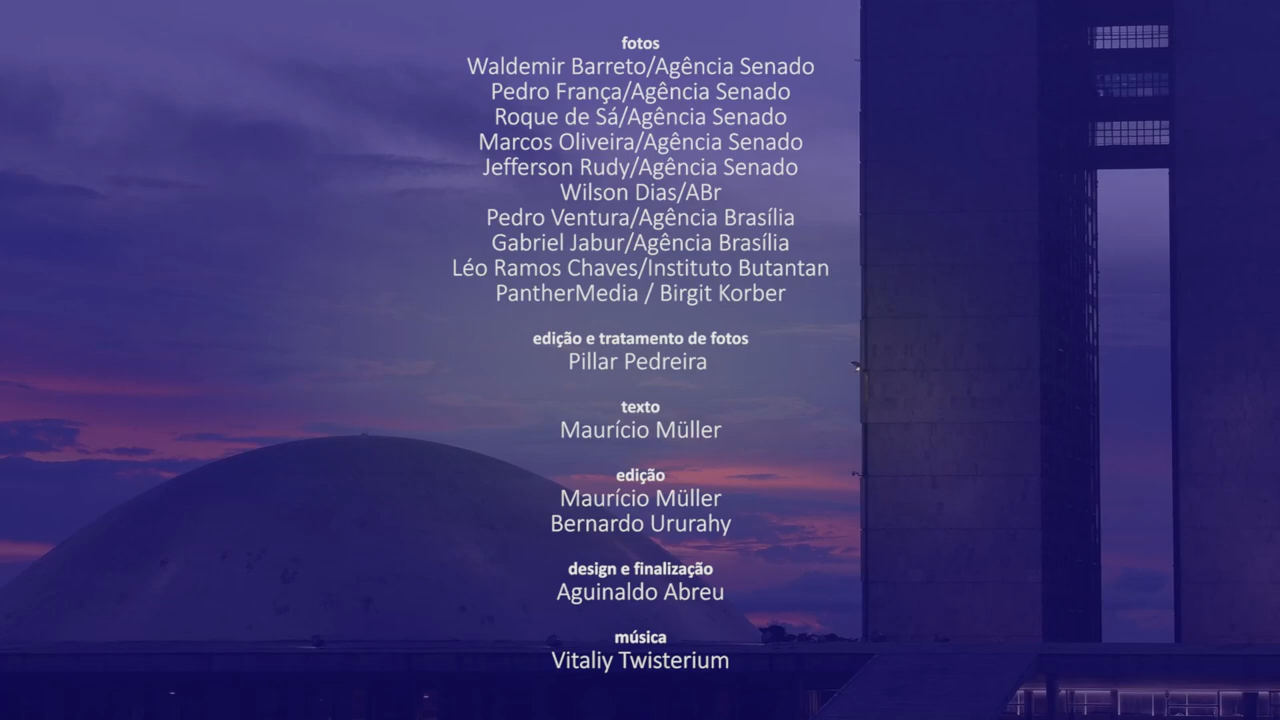 fotos
Waldemir Barreto/Agência Senado
Pedro França/Agência Senado
Roque de Sá/Agência Senado
Marcos Oliveira/Agência Senado
Jefferson Rudy/Agência Senado
Wilson Dias/ABr
Pedro Ventura/Agência Brasília
Gabriel Jabur/Agência Brasília
Léo Ramos Chaves/Instituto Butantan
PantherMedia / Birgit Korber
edição e tratamento de fotos
Pillar Pedreira
texto
Maurício Müller
edição
Maurício Müller
Bernardo Ururahy
design e finalização
Aguinaldo Abreu
música
Vitaliy Twisterium